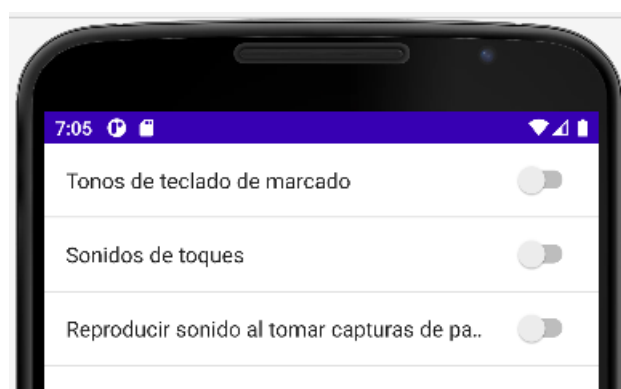 7:05
Tonos de teclado de marcado
Sonidos de toques
Reproducir sonido al tomar capturas de pa..